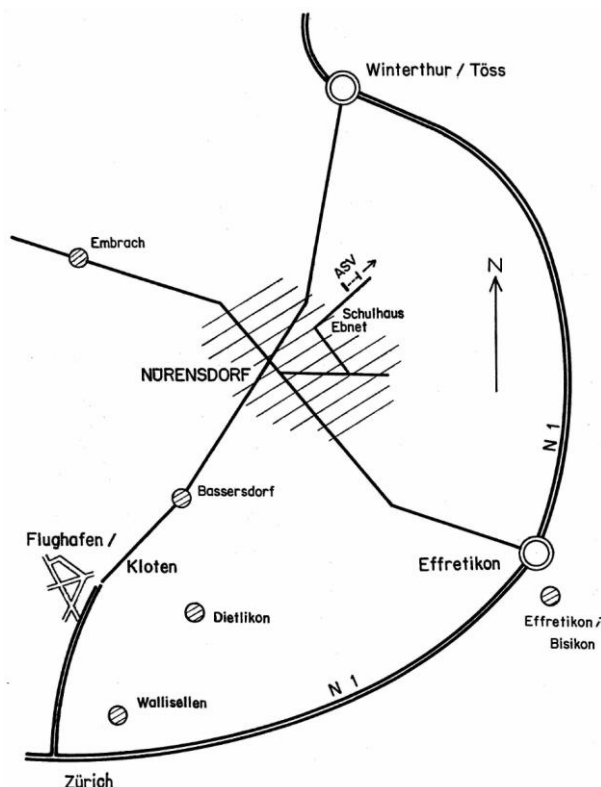 Winterthur / Töss
Embrach
ASV
N
Schulhaus
Ebnet
NÜRENSDORF
N 1
Bassersdorf
Flughafen /
Kloten
Effretikon
Dietlikon
Effretikon /
Bisikon
N 1
Wallisellen
Zürich